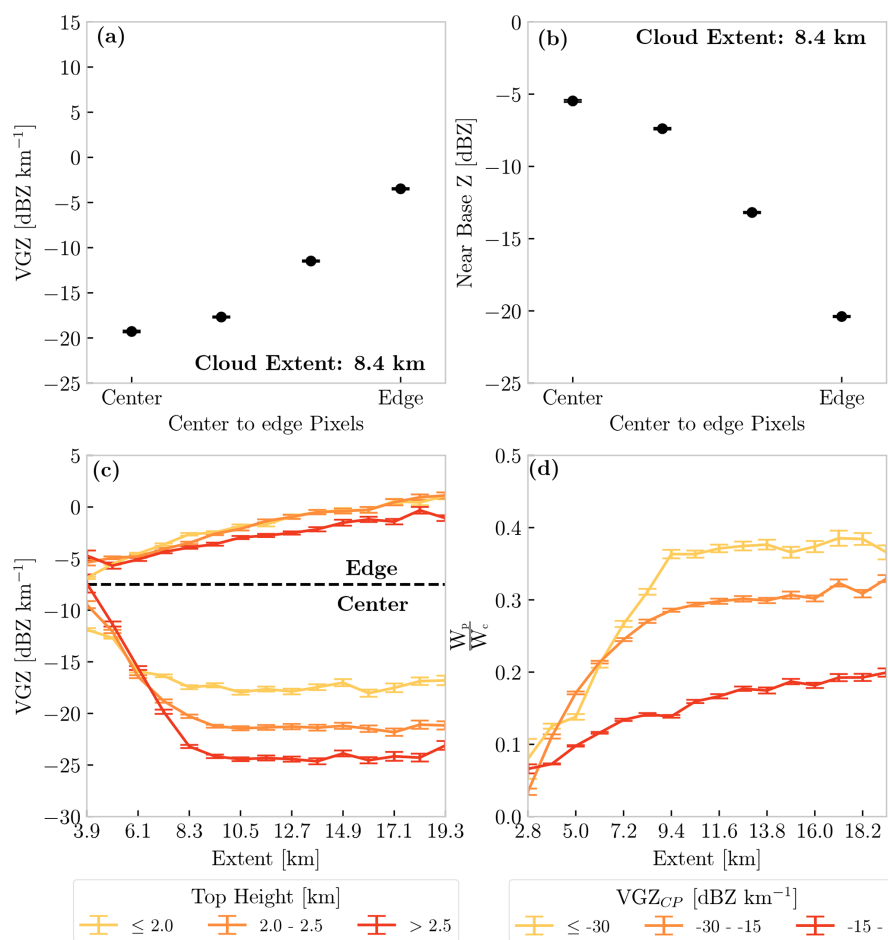 (a)
15
10
5
0
−5
−10
−15
−20
−25
VGZ [dBZ km−1]
Cloud Extent: 8.4 km
Center
Edge
Center to edge Pixels
(b)
Cloud Extent: 8.4 km
0
−5
−10
−15
−20
−25
Near Base Z [dBZ]
Center
Edge
Center to edge Pixels
(c)
5
0
−5
−10
−15
−20
−25
−30
VGZ [dBZ km−1]
Edge
Center
3.9 6.1 8.3 10.5 12.7 14.9 17.1 19.3
Extent [km]
Top Height [km]
≤ 2.0 2.0 - 2.5 > 2.5
(d)
0.5
0.4
0.3
0.2
0.1
0.0
Wp
Wc
2.8 5.0 7.2 9.4 11.6 13.8 16.0 18.2
Extent [km]
VGZCP [dBZ km−1]
≤ -30 -30 - -15 -15 -